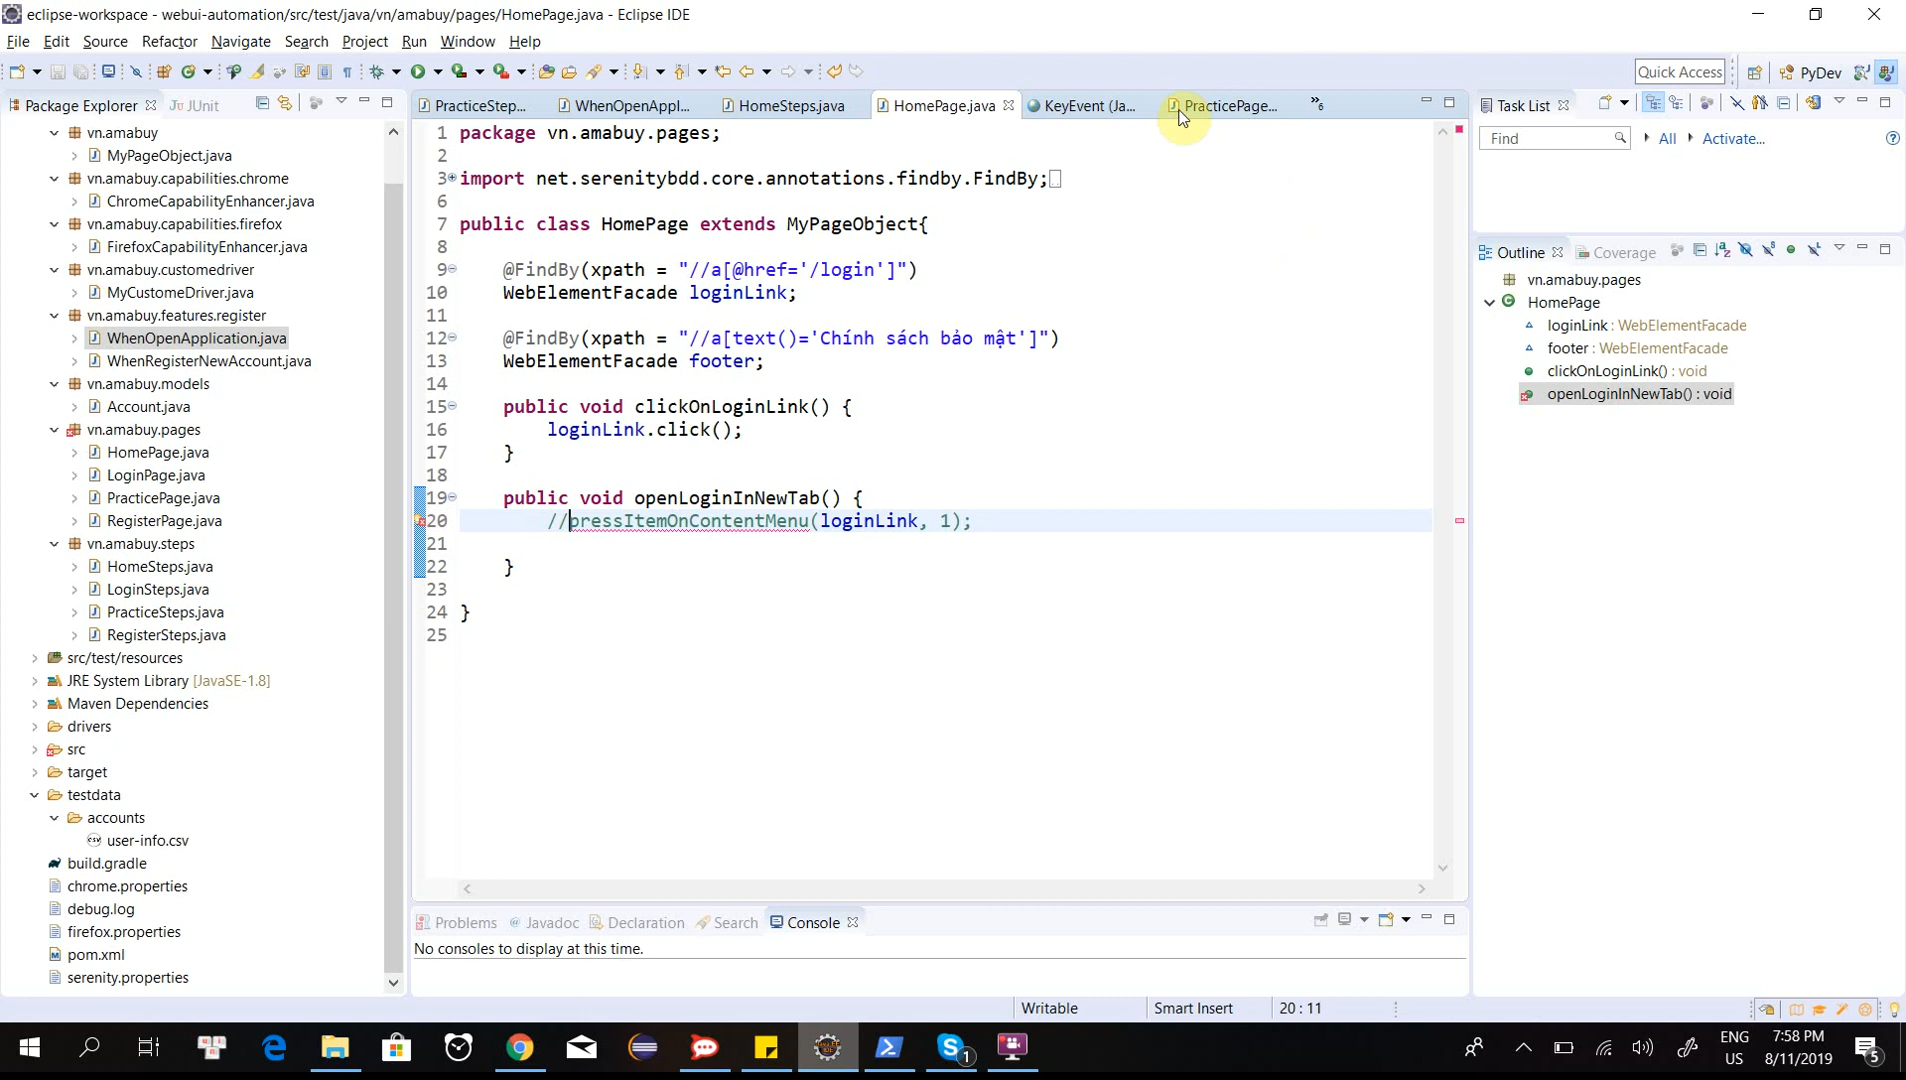 eclipse-workspace - webui-automation/src/test/java/vn/amabuy/pages/HomePage.java - Eclipse IDE
File Edit Source Refactor Navigate Search Project Run Window Help
Quick Access
PyDev
Package Explorer
JUnit
PracticeStep...
WhenOpenAppl...
HomeSteps.java
HomePage.java
KeyEvent (Ja...
PracticePage...
»6
Task List
Find
All
Activate...
vn.amabuy
MyPageObject.java
vn.amabuy.capabilities.chrome
ChromeCapabilityEnhancer.java
vn.amabuy.capabilities.firefox
FirefoxCapabilityEnhancer.java
vn.amabuy.customedriver
MyCustomeDriver.java
vn.amabuy.features.register
WhenOpenApplication.java
WhenRegisterNewAccount.java
vn.amabuy.models
Account.java
vn.amabuy.pages
HomePage.java
LoginPage.java
PracticePage.java
RegisterPage.java
vn.amabuy.steps
HomeSteps.java
LoginSteps.java
PracticeSteps.java
RegisterSteps.java
src/test/resources
JRE System Library [JavaSE-1.8]
Maven Dependencies
drivers
src
target
testdata
accounts
user-info.csv
build.gradle
chrome.properties
debug.log
firefox.properties
pom.xml
serenity.properties
1 package vn.amabuy.pages;
2
3 import net.serenitybdd.core.annotations.findby.FindBy;
6
7 public class HomePage extends MyPageObject{
8
9 @FindBy(xpath = "//a[@href='/login']")
10 WebElementFacade loginLink;
11
12 @FindBy(xpath = "//a[text()='Chính sách bảo mật']")
13 WebElementFacade footer;
14
15 public void clickOnLoginLink() {
16 loginLink.click();
17 }
18
19 public void openLoginInNewTab() {
20 //pressItemOnContentMenu(loginLink, 1);
21
22 }
23
24 }
25
Outline
Coverage
vn.amabuy.pages
HomePage
loginLink : WebElementFacade
footer : WebElementFacade
clickOnLoginLink() : void
openLoginInNewTab() : void
Problems
Javadoc
Declaration
Search
Console
No consoles to display at this time.
Writable
Smart Insert
20 : 11
1
ENG
US
7:58 PM
8/11/2019
5